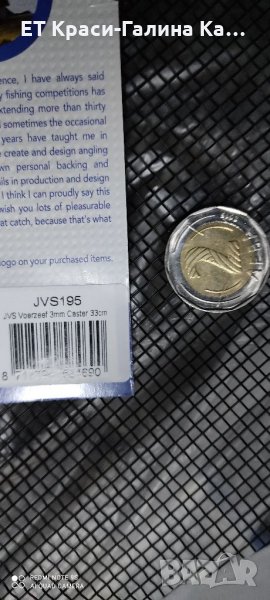 ЕТ Краси-Галина Ка...
ence, I have always said
y fishing competitions has
xtending more than thirty
sometimes the occasional
years have taught me in
e create and design angling
wn personal backing and
ils in production and design
I think I can proudly say this
wish you lots of pleasurable
at catch, because that's what
logo on your purchased items.
JVS195
JVS Voerzeef 3mm Caster 33cm
REDMI NOTE 8
AI QUAD CAMERA
BAZAR